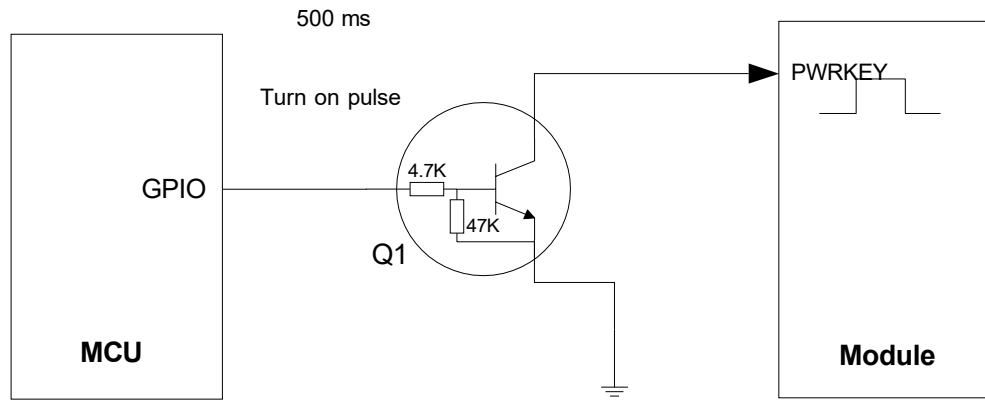 500 ms
Turn on pulse
PWRKEY
4.7K
GPIO
47K
Q1
MCU
Module